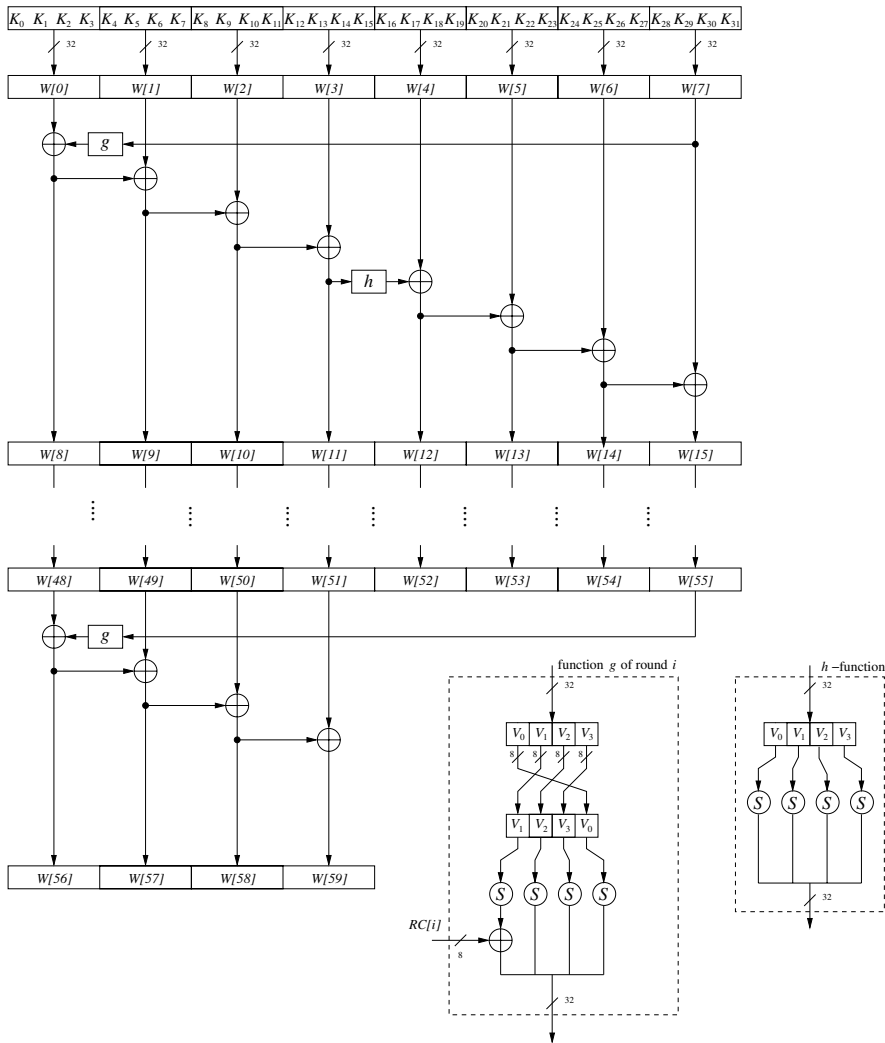 K0 K1 K2 K3 K4 K5 K6 K7 K8 K9 K10 K11 K12 K13 K14 K15 K16 K17 K18 K19 K20 K21 K22 K23 K24 K25 K26 K27 K28 K29 K30 K31
32 32 32 32 32 32 32 32
W[0] W[1] W[2] W[3] W[4] W[5] W[6] W[7]
g
h
W[8] W[9] W[10] W[11] W[12] W[13] W[14] W[15]
W[48] W[49] W[50] W[51] W[52] W[53] W[54] W[55]
g
W[56] W[57] W[58] W[59]
function g of round i
32
V0 V1 V2 V3
8 8 8 8
V1 V2 V3 V0
S S S S
RC[i]
8
32
h –function
32
V0 V1 V2 V3
S S S S
32